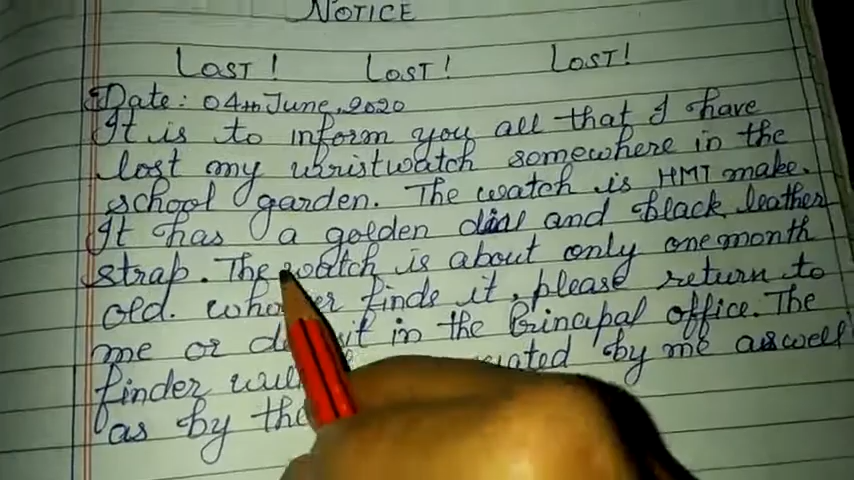 NOTICE
LOST! LOST! LOST!
Date: 04th June, 2020
It is to inform you all that I have
lost my wristwatch somewhere in the
school garden. The watch is HMT make.
It has a golden dial and black leather
strap. The watch is about only one month
old. finds it, please return to
me or it in the Principal office. The
finder by me aswell
as by the